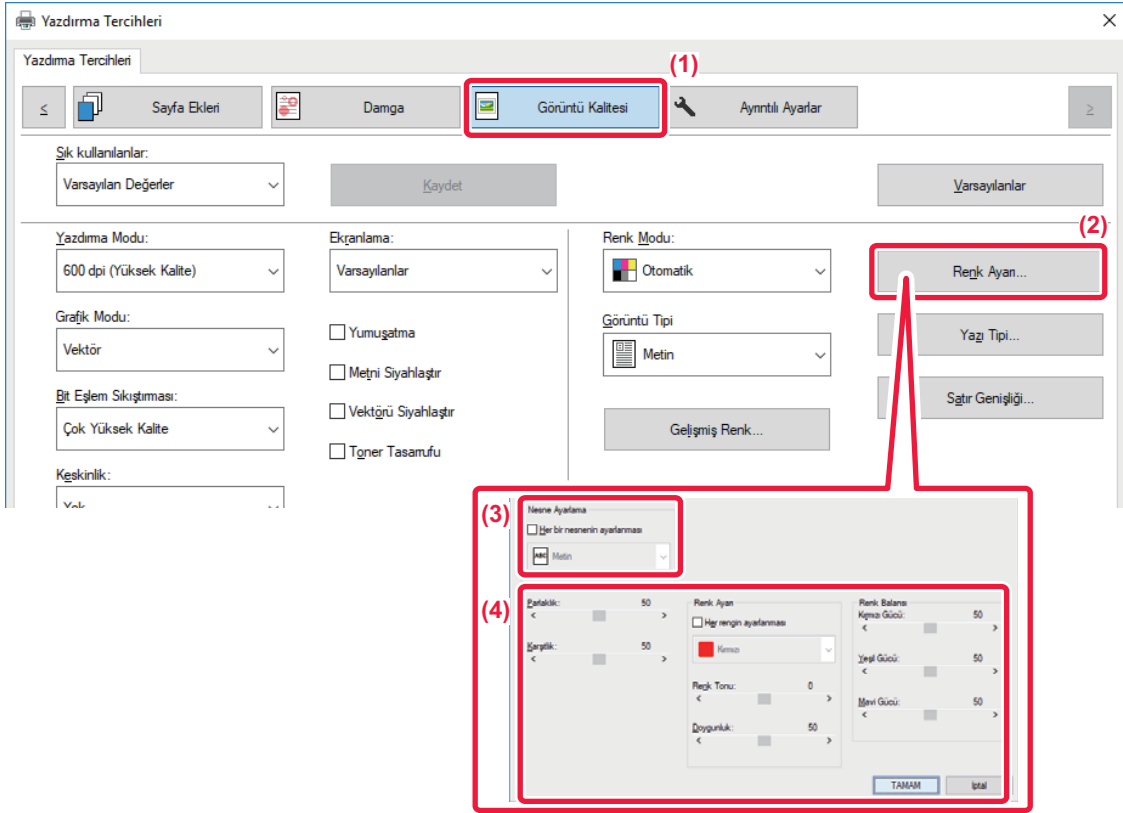 Yazdırma Tercihleri
Yazdırma Tercihleri
(1)
< Sayfa Ekleri Damga Görüntü Kalitesi Ayrıntılı Ayarlar >
Sık kullanılanlar:
Varsayılan Değerler Kaydet Varsayılanlar
(2)
Yazdırma Modu: Ekranlama: Renk Modu:
600 dpi (Yüksek Kalite) Varsayılanlar Otomatik Renk Ayarı...
Grafik Modu: Görüntü Tipi
Vektör Yumuşatma Metin Yazı Tipi...
Metni Siyahlaştır
Bit Eşlem Sıkıştırması: Satır Genişliği...
Çok Yüksek Kalite Vektörü Siyahlaştır Gelişmiş Renk...
Toner Tasarrufu
Keskinlik:
Yok
(3)
Nesne Ayarlama
Her bir nesnenin ayarlanması
ABC Metin
(4)
Parlaklık: 50 Renk Ayarı Renk Balansı
Her rengin ayarlanması Kırmızı Gücü: 50
Karşıtlık: 50 Kırmızı Yeşil Gücü: 50
Renk Tonu: 0 Mavi Gücü: 50
Doygunluk: 50
TAMAM İptal